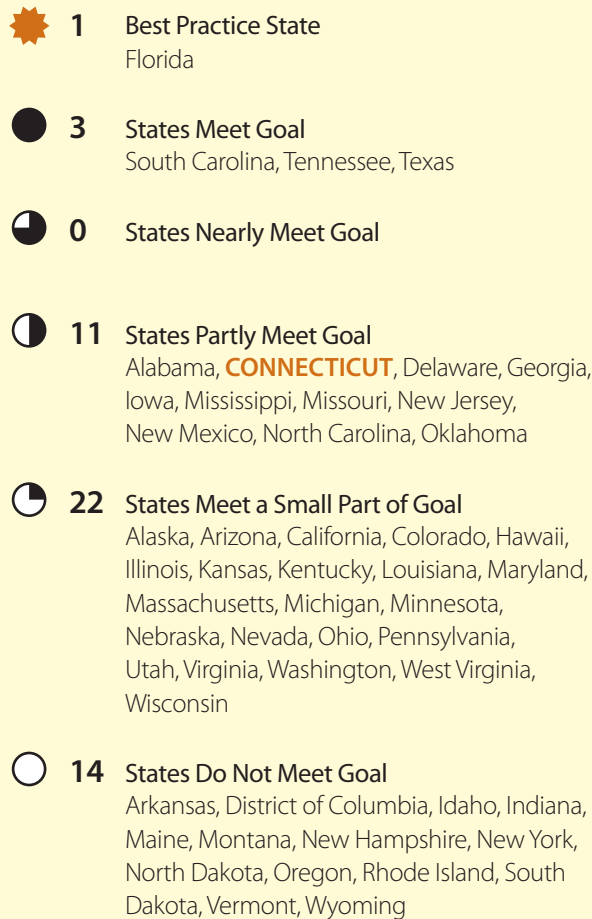 1 Best Practice State
Florida
3 States Meet Goal
South Carolina, Tennessee, Texas
0 States Nearly Meet Goal
11 States Partly Meet Goal
Alabama, CONNECTICUT, Delaware, Georgia,
Iowa, Mississippi, Missouri, New Jersey,
New Mexico, North Carolina, Oklahoma
22 States Meet a Small Part of Goal
Alaska, Arizona, California, Colorado, Hawaii,
Illinois, Kansas, Kentucky, Louisiana, Maryland,
Massachusetts, Michigan, Minnesota,
Nebraska, Nevada, Ohio, Pennsylvania,
Utah, Virginia, Washington, West Virginia,
Wisconsin
14 States Do Not Meet Goal
Arkansas, District of Columbia, Idaho, Indiana,
Maine, Montana, New Hampshire, New York,
North Dakota, Oregon, Rhode Island, South
Dakota, Vermont, Wyoming